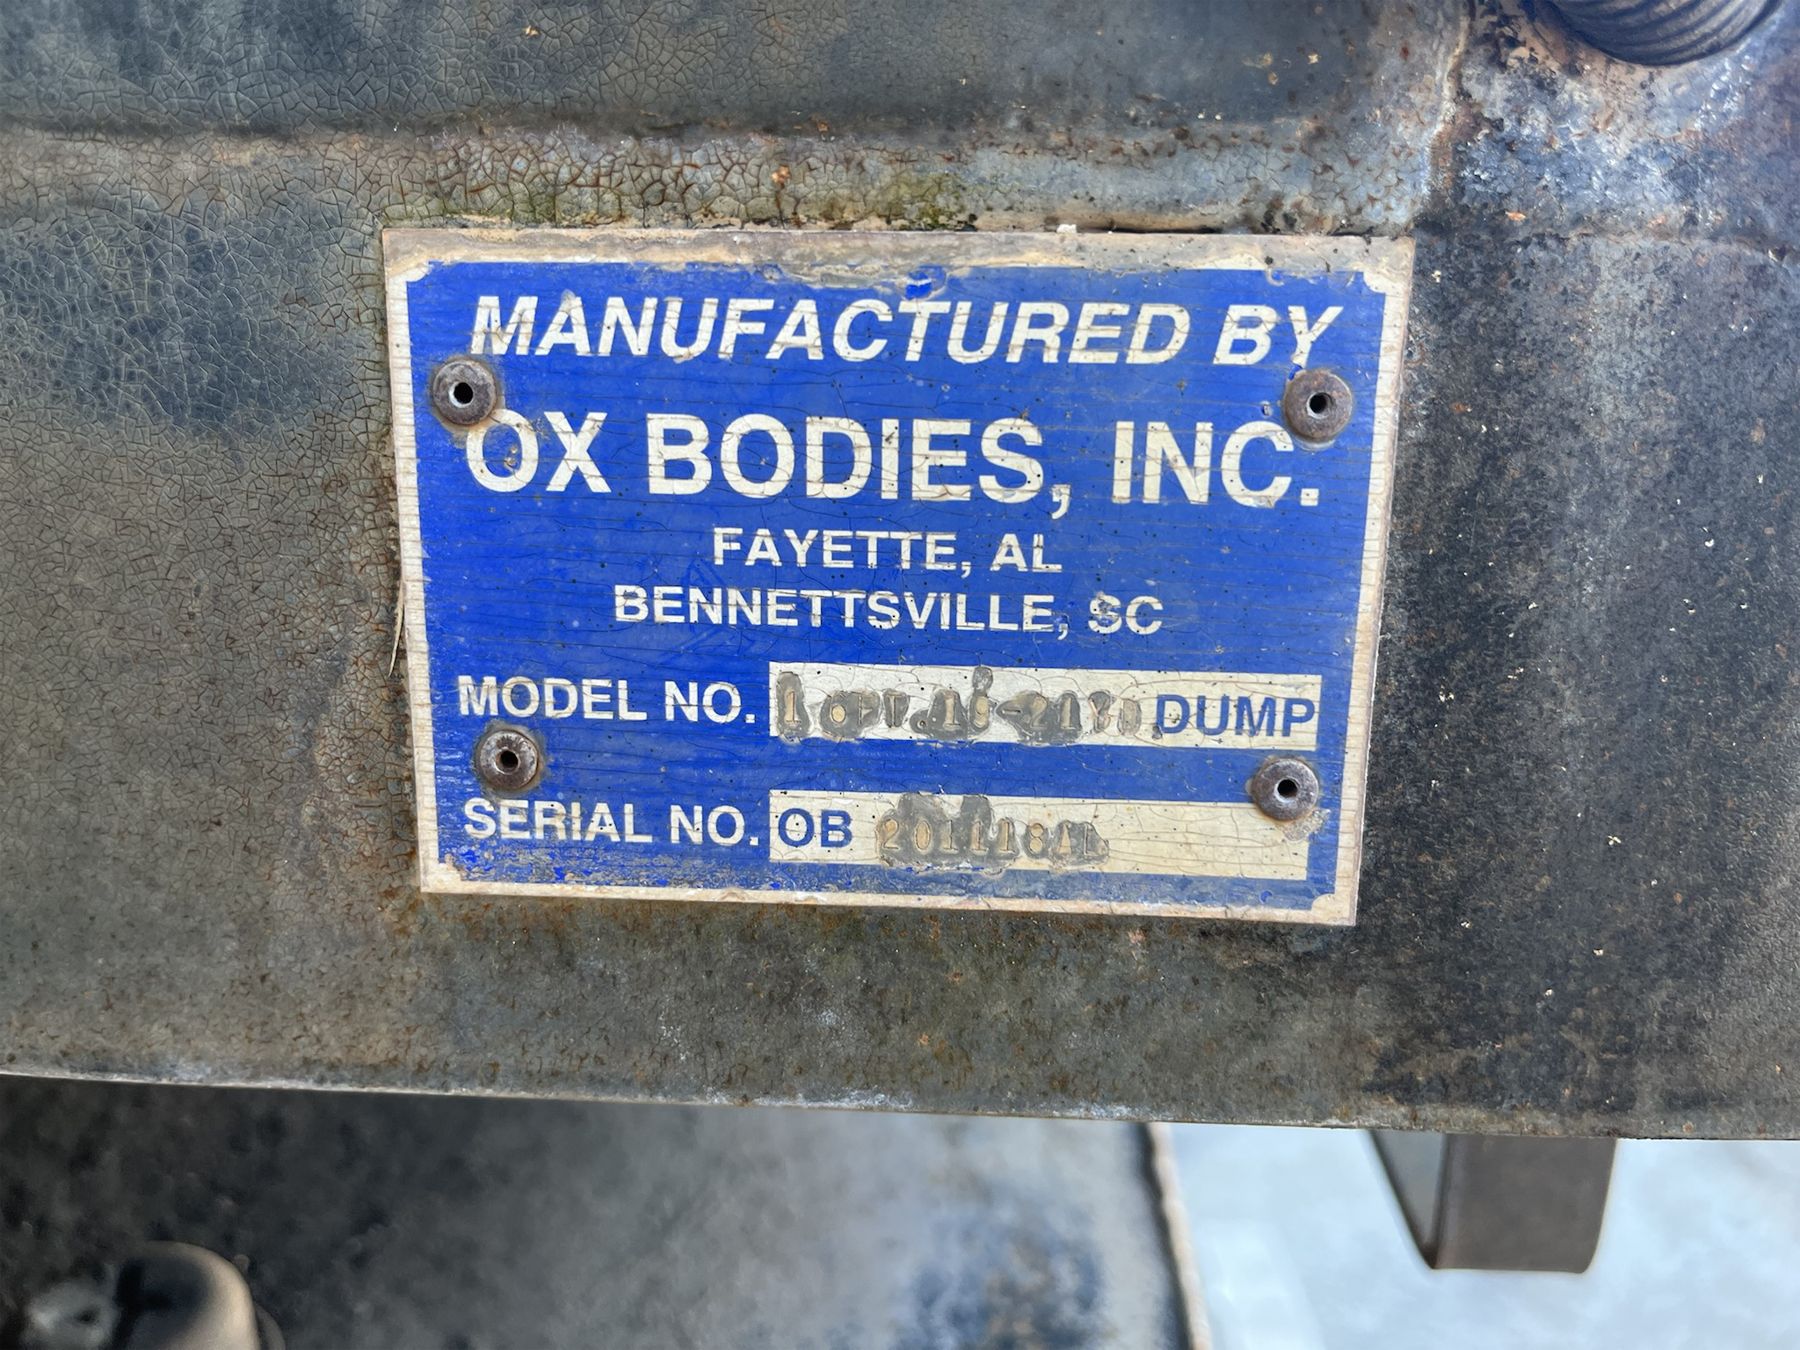 MANUFACTURED BY
OX BODIES, INC.
FAYETTE, AL
BENNETTSVILLE, SC
MODEL NO. DUMP
SERIAL NO. OB